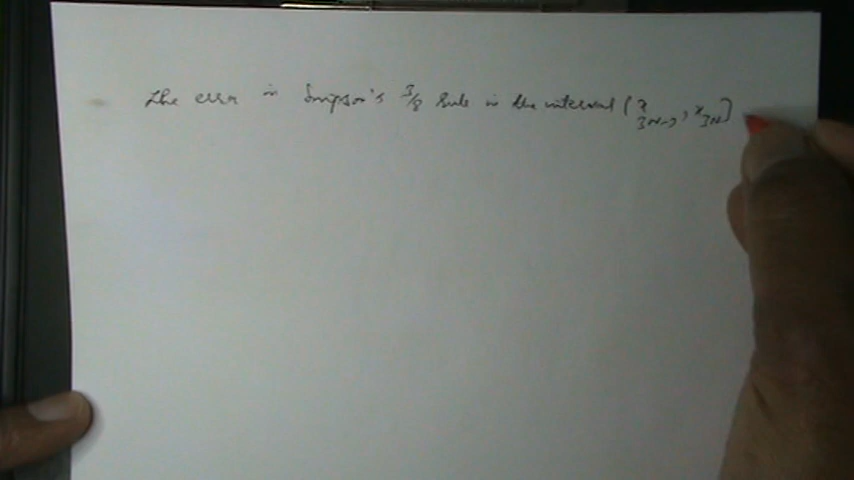 The error in Simpson's 3/8 Rule in the interval (x₃ₙ₋₃, x₃ₙ)